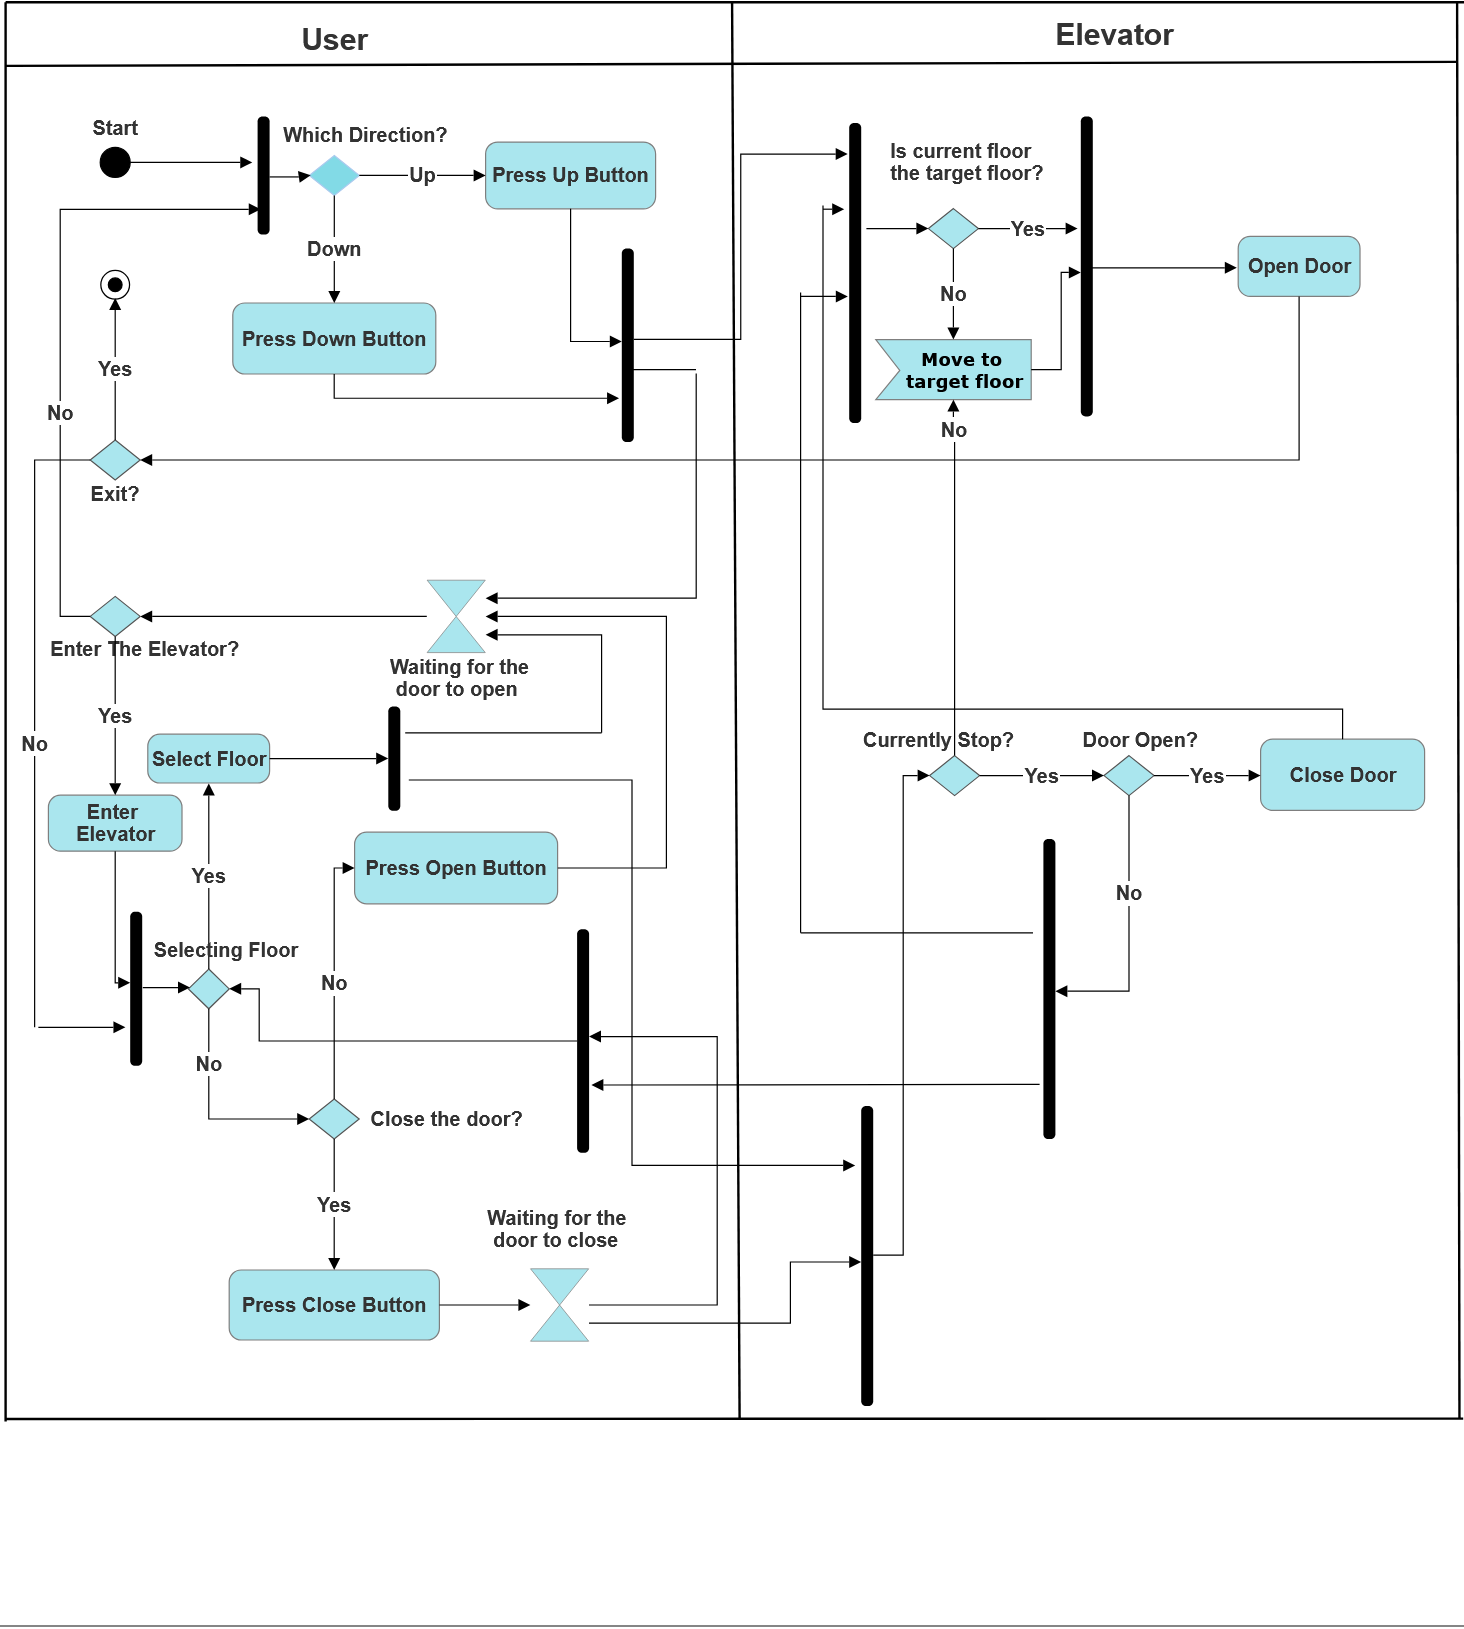 User
Elevator
Start
Which Direction?
Up
Press Up Button
Is current floor
the target floor?
Yes
Down
Open Door
No
Press Down Button
Yes
Move to
target floor
No
No
Exit?
Enter The Elevator?
Waiting for the
door to open
Yes
No
Select Floor
Currently Stop?
Door Open?
Yes
Yes
Close Door
Enter
Elevator
Yes
Press Open Button
No
Selecting Floor
No
No
Close the door?
Yes
Waiting for the
door to close
Press Close Button